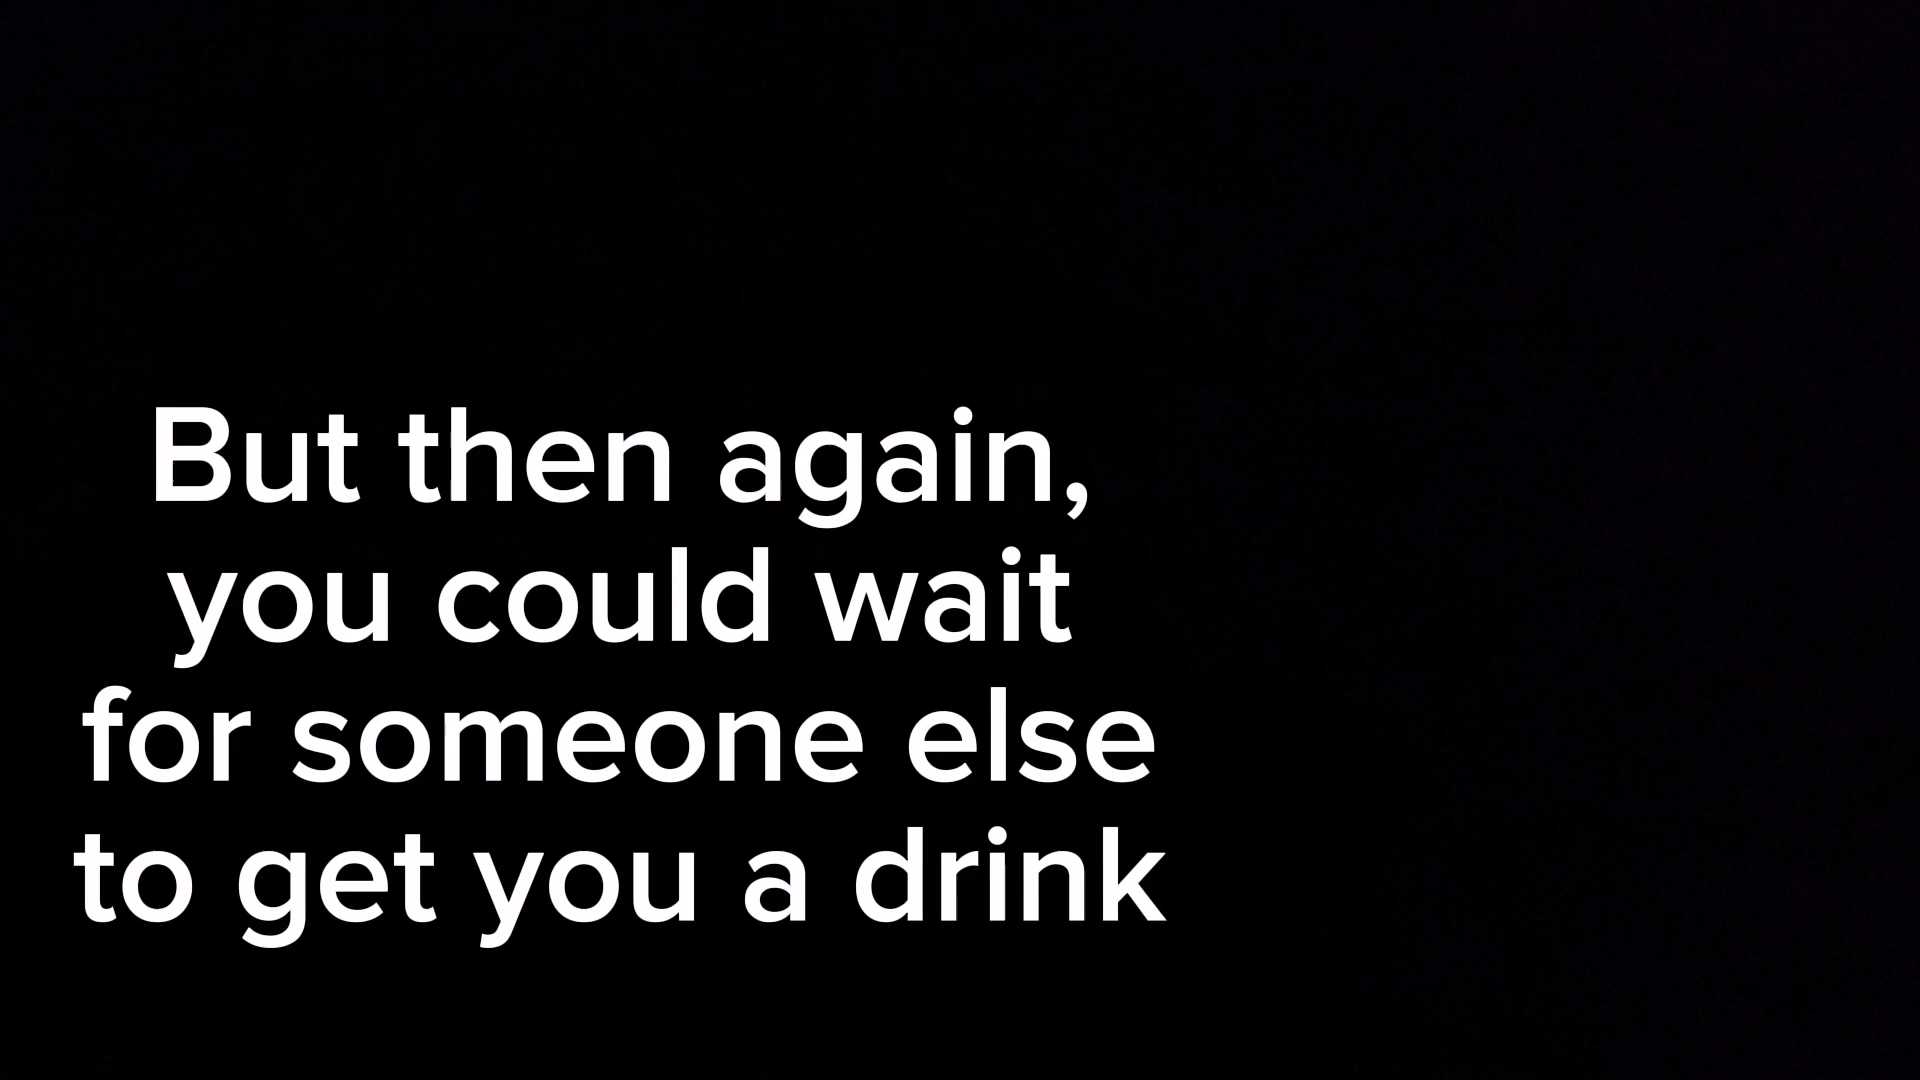 But then again,
you could wait
for someone else
to get you a drink